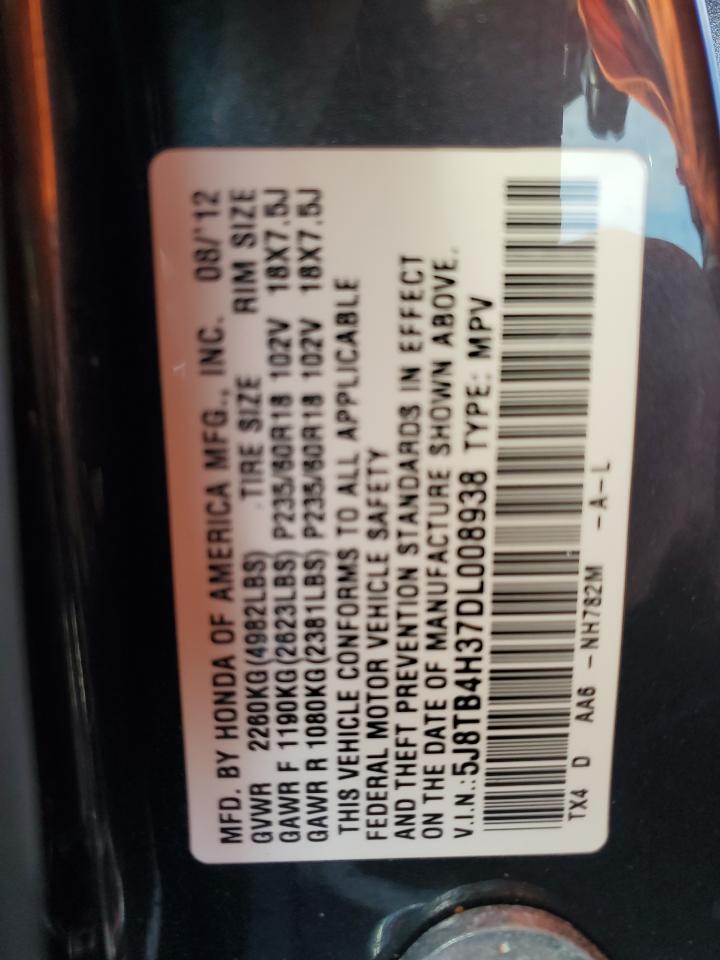 MFD. BY HONDA OF AMERICA MFG., INC. 08/'12
GVWR 2260KG(4982LBS) TIRE SIZE RIM SIZE
GAWR F 1190KG(2623LBS) P235/60R18 102V 18X7.5J
GAWR R 1080KG(2381LBS) P235/60R18 102V 18X7.5J
THIS VEHICLE CONFORMS TO ALL APPLICABLE
FEDERAL MOTOR VEHICLE SAFETY
AND THEFT PREVENTION STANDARDS IN EFFECT
ON THE DATE OF MANUFACTURE SHOWN ABOVE.
V.I.N.:5J8TB4H37DL008938 TYPE: MPV
TX4 D AA6 -NH782M -A-L